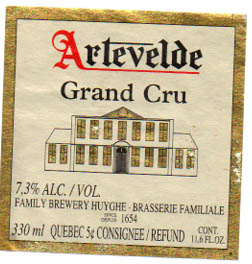 Artevelde
Grand Cru
7,3% ALC. / VOL.
FAMILY BREWERY HUYGHE - BRASSERIE FAMILIALE
SINCE
DEPUIS 1654
330 ml QUEBEC 5¢ CONSIGNÉE / REFUND CONT.
11,6 FL.OZ.